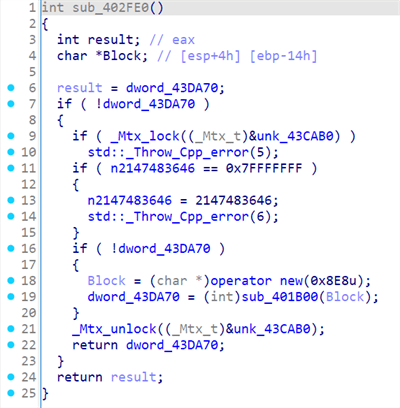 1 int sub_402FE0()
2 {
3 int result; // eax
4 char *Block; // [esp+4h] [ebp-14h]
5
6 result = dword_43DA70;
7 if ( !dword_43DA70 )
8 {
9 if ( _Mtx_lock((_Mtx_t)&unk_43CAB0) )
10 std::_Throw_Cpp_error(5);
11 if ( n2147483646 == 0x7FFFFFFF )
12 {
13 n2147483646 = 2147483646;
14 std::_Throw_Cpp_error(6);
15 }
16 if ( !dword_43DA70 )
17 {
18 Block = (char *)operator new(0x8E8u);
19 dword_43DA70 = (int)sub_401B00(Block);
20 }
21 _Mtx_unlock((_Mtx_t)&unk_43CAB0);
22 return dword_43DA70;
23 }
24 return result;
25 }